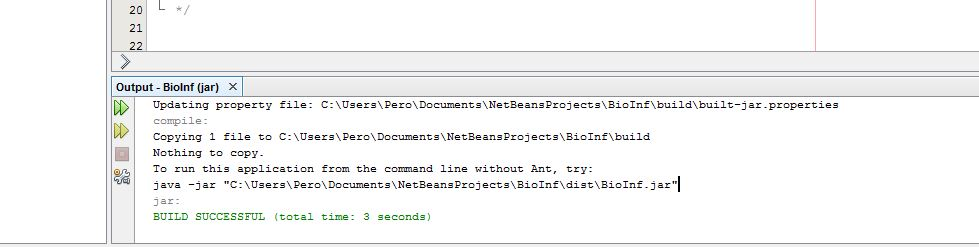 20 */
21
22
Output - BioInf (jar) ×
Updating property file: C:\Users\Pero\Documents\NetBeansProjects\BioInf\build\built-jar.properties
compile:
Copying 1 file to C:\Users\Pero\Documents\NetBeansProjects\BioInf\build
Nothing to copy.
To run this application from the command line without Ant, try:
java -jar "C:\Users\Pero\Documents\NetBeansProjects\BioInf\dist\BioInf.jar"
jar:
BUILD SUCCESSFUL (total time: 3 seconds)